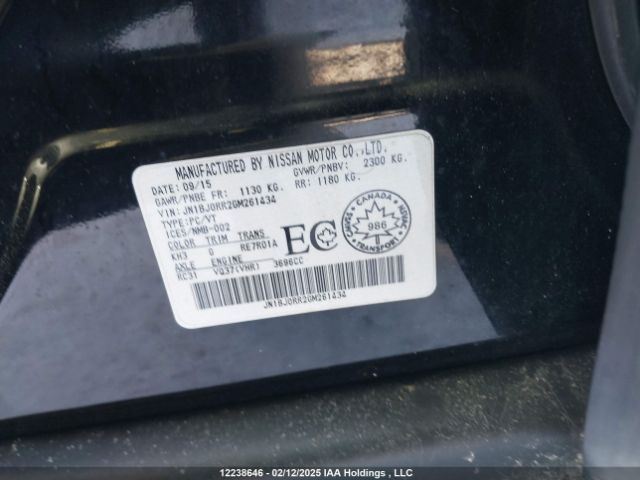 MANUFACTURED BY NISSAN MOTOR CO.,LTD.
DATE: 09/15 GVWR/PNBV: 2300 KG.
GAWR/PNBE FR: 1130 KG. RR: 1180 KG.
VIN: JN1BJ0RR2GM261434
TYPE: PC/VT
ICES/NMB-002
COLOR TRIM TRANS
KH3 G RE7R01A
AXLE ENGINE
RC31 VQ37(VHR) 3696CC
EC
CANADA
986
TRANSPORT
JN1BJ0RR2GM261434
12238646 - 02/12/2025 IAA Holdings , LLC